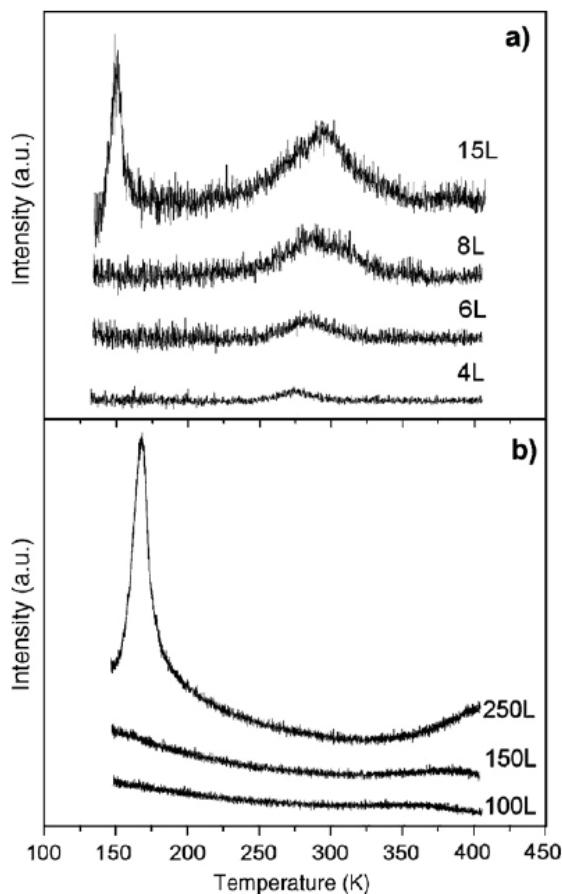 a)
15L
8L
6L
4L
Intensity (a.u.)
b)
250L
150L
100L
Intensity (a.u.)
100 150 200 250 300 350 400 450
Temperature (K)